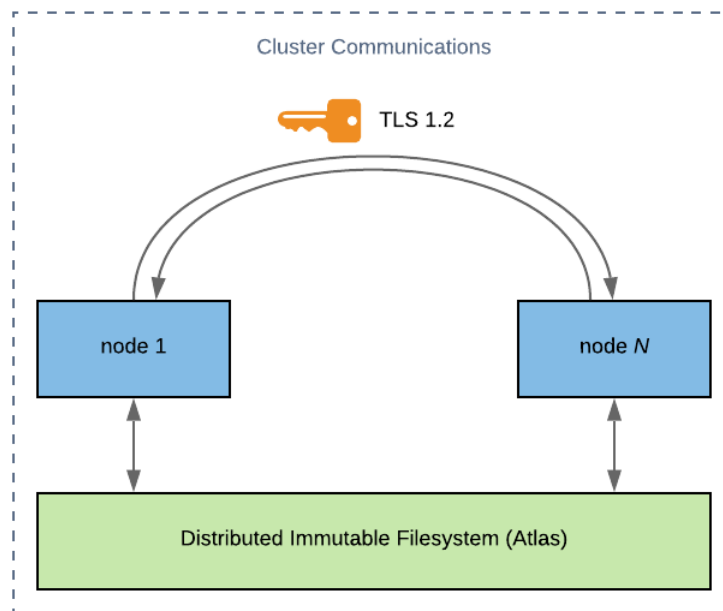 Cluster Communications
TLS 1.2
node 1
node N
Distributed Immutable Filesystem (Atlas)